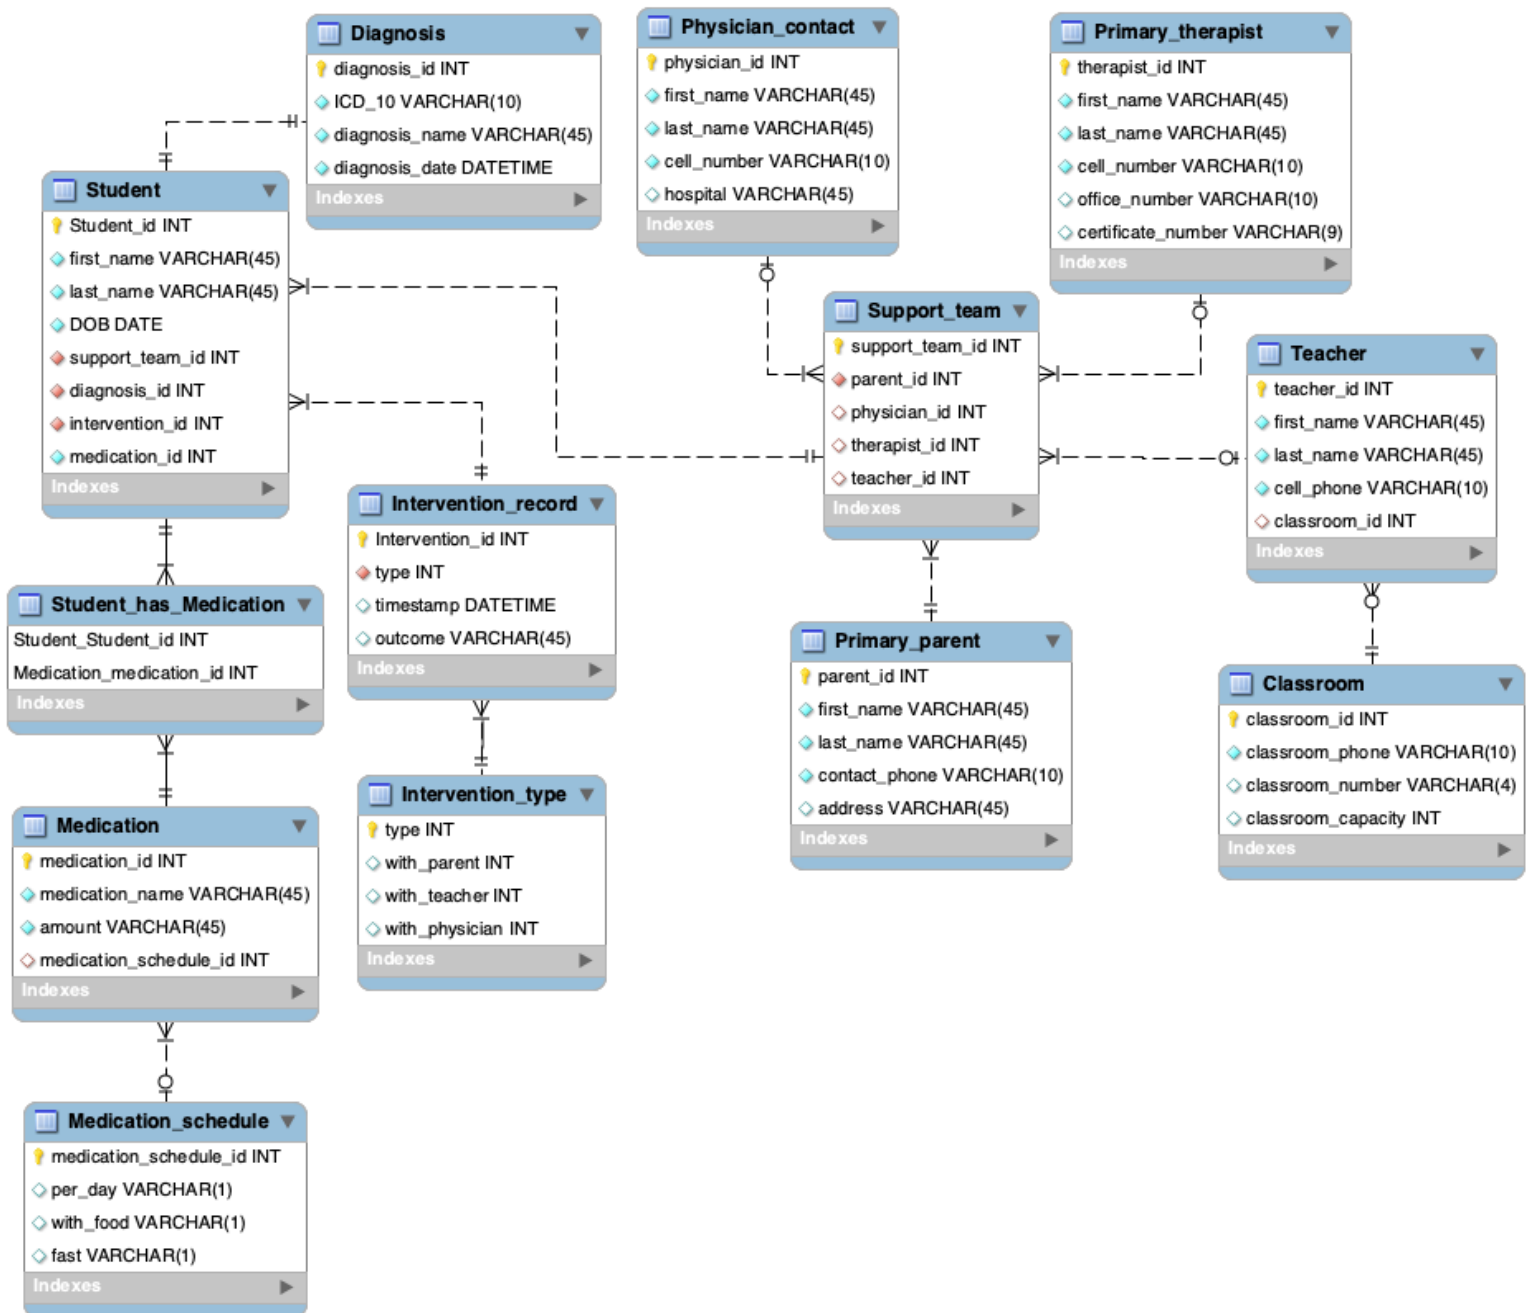 Diagnosis
diagnosis_id INT
ICD_10 VARCHAR(10)
diagnosis_name VARCHAR(45)
diagnosis_date DATETIME
Indexes
Physician_contact
physician_id INT
first_name VARCHAR(45)
last_name VARCHAR(45)
cell_number VARCHAR(10)
hospital VARCHAR(45)
Indexes
Primary_therapist
therapist_id INT
first_name VARCHAR(45)
last_name VARCHAR(45)
cell_number VARCHAR(10)
office_number VARCHAR(10)
certificate_number VARCHAR(9)
Indexes
Student
Student_id INT
first_name VARCHAR(45)
last_name VARCHAR(45)
DOB DATE
support_team_id INT
diagnosis_id INT
intervention_id INT
medication_id INT
Indexes
Support_team
support_team_id INT
parent_id INT
physician_id INT
therapist_id INT
teacher_id INT
Indexes
Teacher
teacher_id INT
first_name VARCHAR(45)
last_name VARCHAR(45)
cell_phone VARCHAR(10)
classroom_id INT
Indexes
Intervention_record
Intervention_id INT
type INT
timestamp DATETIME
outcome VARCHAR(45)
Indexes
Student_has_Medication
Student_Student_id INT
Medication_medication_id INT
Indexes
Primary_parent
parent_id INT
first_name VARCHAR(45)
last_name VARCHAR(45)
contact_phone VARCHAR(10)
address VARCHAR(45)
Indexes
Classroom
classroom_id INT
classroom_phone VARCHAR(10)
classroom_number VARCHAR(4)
classroom_capacity INT
Indexes
Intervention_type
type INT
with_parent INT
with_teacher INT
with_physician INT
Indexes
Medication
medication_id INT
medication_name VARCHAR(45)
amount VARCHAR(45)
medication_schedule_id INT
Indexes
Medication_schedule
medication_schedule_id INT
per_day VARCHAR(1)
with_food VARCHAR(1)
fast VARCHAR(1)
Indexes